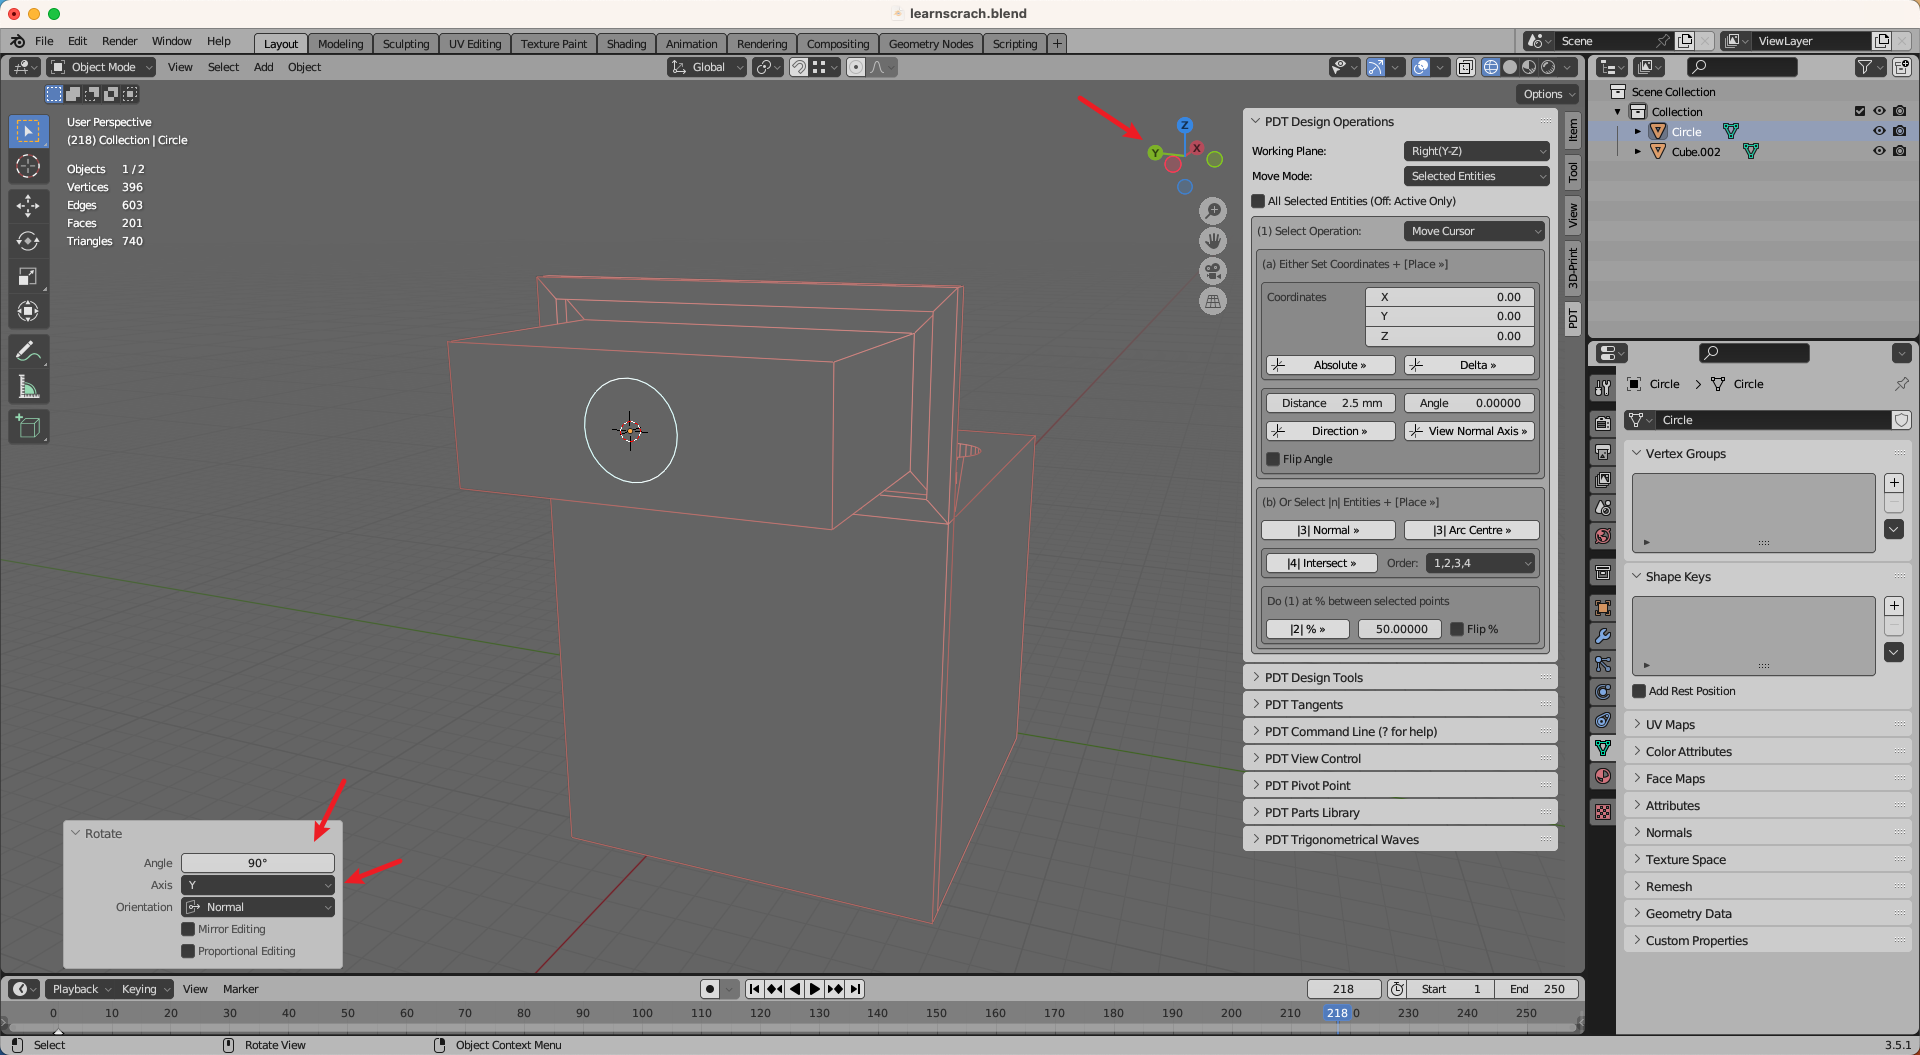 learnscrach.blend
File Edit Render Window Help
Layout Modeling Sculpting UV Editing Texture Paint Shading Animation Rendering Compositing Geometry Nodes Scripting +
Scene ViewLayer
Object Mode View Select Add Object Global
Options
User Perspective
(218) Collection | Circle
Objects 1 / 2
Vertices 396
Edges 603
Faces 201
Triangles 740
Z
Y
X
PDT Design Operations
Working Plane: Right(Y-Z)
Move Mode: Selected Entities
All Selected Entities (Off: Active Only)
(1) Select Operation: Move Cursor
(a) Either Set Coordinates + [Place »]
Coordinates X 0.00
Y 0.00
Z 0.00
Absolute » Delta »
Distance 2.5 mm Angle 0.00000
Direction » View Normal Axis »
Flip Angle
(b) Or Select |n| Entities + [Place »]
|3| Normal » |3| Arc Centre »
|4| Intersect » Order: 1,2,3,4
Do (1) at % between selected points
|2| % » 50.00000 Flip %
PDT Design Tools
PDT Tangents
PDT Command Line (? for help)
PDT View Control
PDT Pivot Point
PDT Parts Library
PDT Trigonometrical Waves
Item
Tool
View
3D-Print
PDT
Scene Collection
Collection
Circle
Cube.002
Circle > Circle
Circle
Vertex Groups
Shape Keys
Add Rest Position
UV Maps
Color Attributes
Face Maps
Attributes
Normals
Texture Space
Remesh
Geometry Data
Custom Properties
Rotate
Angle 90°
Axis Y
Orientation Normal
Mirror Editing
Proportional Editing
Playback Keying View Marker
218 Start 1 End 250
0 10 20 30 40 50 60 70 80 90 100 110 120 130 140 150 160 170 180 190 200 210 218 0 230 240 250
Select Rotate View Object Context Menu 3.5.1